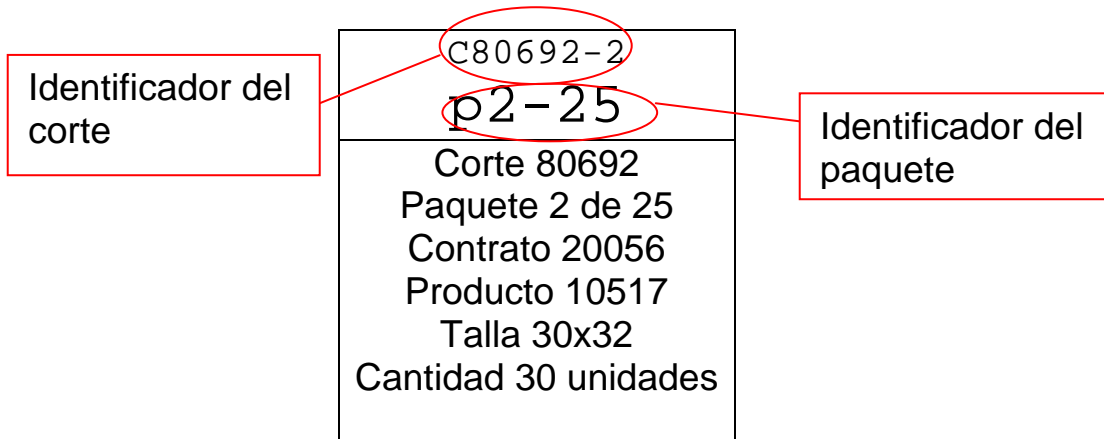 C80692-2
Identificador del
corte
p2-25
Identificador del
paquete
Corte 80692
Paquete 2 de 25
Contrato 20056
Producto 10517
Talla 30x32
Cantidad 30 unidades